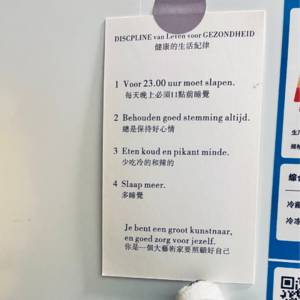 DISCPLINE van Leven voor GEZONDHEID
健康的生活紀律
1 Voor 23.00 uur moet slapen.
每天晚上必須11點前睡覺
2 Behouden goed stemming altijd.
總是保持好心情
3 Eten koud en pikant minde.
少吃冷的和辣的
4 Slaap meer.
多睡覺
Je bent een groot kunstnaar,
en goed zorg voor jezelf.
你是一個大藝術家要照顧好自己